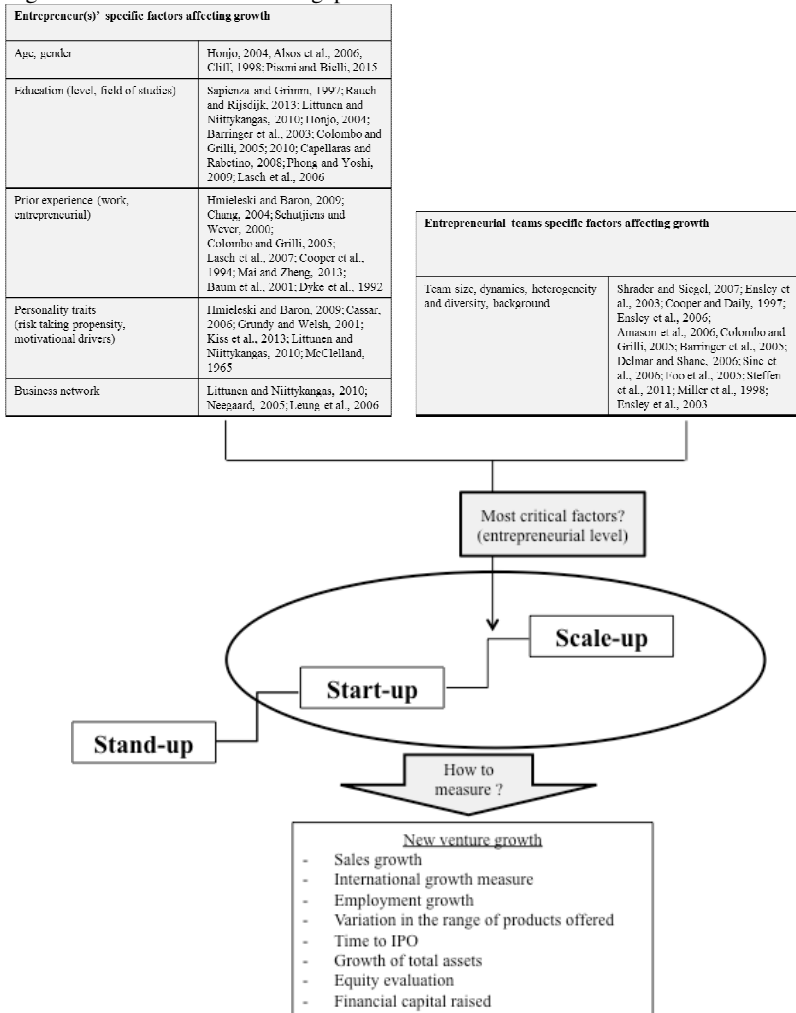 Entrepreneur(s)' specific factors affecting growth
Age, gender
Honjo, 2004, Alsos et al., 2006,
Cliff, 1998; Pisoni and Bielli, 2015
Education (level, field of studies)
Sapienza and Grimm, 1997; Rauch
and Rijsdijk, 2013; Littunen and
Niittykangas, 2010; Honjo, 2004;
Barringer et al., 2005; Colombo and
Grilli, 2005; 2010; Capellaras and
Rabetino, 2008; Phong and Yoshi,
2009; Lasch et al., 2006
Prior experience (work,
entrepreneurial)
Hmieleski and Baron, 2009;
Chang, 2004; Schutjiens and
Wever, 2000;
Colombo and Grilli, 2005;
Lasch et al., 2007; Cooper et al.,
1994; Mai and Zheng, 2013;
Baum et al., 2001; Dyke et al., 1992
Personality traits
(risk taking propensity,
motivational drivers)
Hmieleski and Baron, 2009; Cassar,
2006; Grundy and Welsh, 2001;
Kiss et al., 2013; Littunen and
Niittykangas, 2010; McClelland,
1965
Business network
Littunen and Niittykangas, 2010;
Neegaard, 2005; Leung et al., 2006
Entrepreneurial teams specific factors affecting growth
Team size, dynamics, heterogeneity
and diversity, background
Shrader and Siegel, 2007; Ensley et
al., 2003; Cooper and Daily, 1997;
Ensley et al., 2006;
Amason et al., 2006, Colombo and
Grilli, 2005; Barringer et al., 2005;
Delmar and Shane, 2006; Sine et
al., 2006; Foo et al., 2005; Steffen
et al., 2011; Miller et al., 1998;
Ensley et al., 2003
Most critical factors?
(entrepreneurial level)
Scale-up
Start-up
Stand-up
How to
measure ?
New venture growth
- Sales growth
- International growth measure
- Employment growth
- Variation in the range of products offered
- Time to IPO
- Growth of total assets
- Equity evaluation
- Financial capital raised